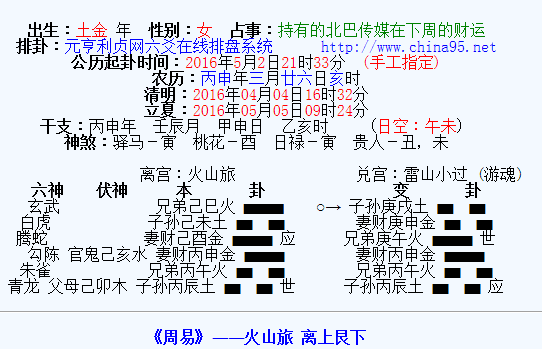 出生：土金 年　性别：女　占事：持有的北巴传媒在下周的财运
排卦：元亨利贞网六爻在线排盘系统　　　http://www.china95.net
公历起卦时间：2016年5月2日21时33分　(手工指定)
农历：丙申年三月廿六日亥时
清明：2016年04月04日16时32分
立夏：2016年05月05日09时24分
干支：丙申年　壬辰月　甲申日　乙亥时　　(日空：午未)
神煞：驿马－寅　桃花－酉　日禄－寅　贵人－丑，未
离宫：火山旅　　兑宫：雷山小过 (游魂)
六神　伏神　本　卦　变　卦
玄武　兄弟己巳火　○→ 子孙庚戌土
白虎　子孙己未土　妻财庚申金
腾蛇　妻财己酉金　应　兄弟庚午火　世
勾陈 官鬼己亥水 妻财丙申金　妻财丙申金
朱雀　兄弟丙午火　兄弟丙午火
青龙 父母己卯木 子孙丙辰土　世　子孙丙辰土　应
《周易》——火山旅 离上艮下